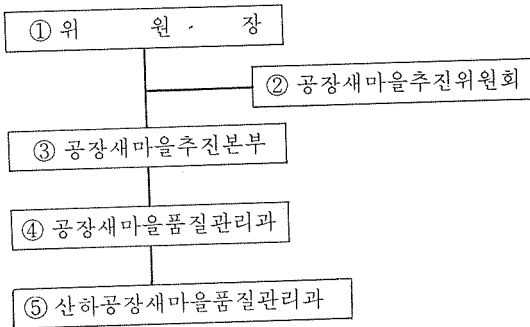 ① 위 원 장
② 공장새마을추진위원회
③ 공장새마을추진본부
④ 공장새마을품질관리과
⑤ 산하공장새마을품질관리과